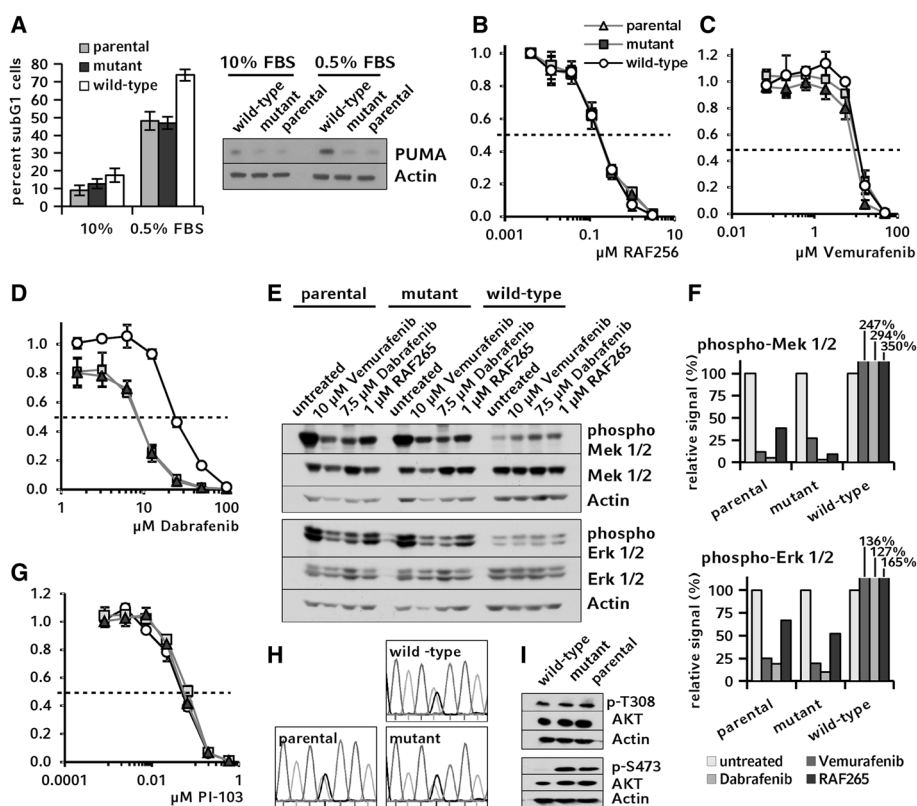 A
parental
mutant
wild-type
percent subG1 cells
80
70
60
50
40
30
20
10
0
10%
0.5% FBS
10% FBS
0.5% FBS
wild-type
mutant
parental
wild-type
mutant
parental
PUMA
Actin
B
parental
mutant
wild-type
1.0
0.8
0.6
0.4
0.2
0.0
0.001
0.1
10
µM RAF256
C
1.2
1.0
0.8
0.6
0.4
0.2
0.
0.01
1
100
µM Vemurafenib
D
1.0
0.8
0.6
0.4
0.2
0.0
1
10
100
µM Dabrafenib
E
parental
mutant
wild-type
untreated
10 µM Vemurafenib
7.5 µM Dabrafenib
1 µM RAF265
untreated
10 µM Vemurafenib
7.5 µM Dabrafenib
1 µM RAF265
untreated
10 µM Vemurafenib
7.5 µM Dabrafenib
1 µM RAF265
phospho
Mek 1/2
Mek 1/2
Actin
phospho
Erk 1/2
Erk 1/2
Actin
F
247%
294%
350%
phospho-Mek 1/2
relative signal (%)
100
75
50
25
0
parental
mutant
wild-type
136%
127%
165%
phospho-Erk 1/2
relative signal (%)
100
75
50
25
0
parental
mutant
wild-type
untreated
Vemurafenib
Dabrafenib
RAF265
G
1.2
1.0
0.8
0.6
0.4
0.2
0.0
0.0001
0.01
1
µM PI-103
H
wild -type
parental
mutant
I
wild-type
mutant
parental
p-T308
AKT
Actin
p-S473
AKT
Actin